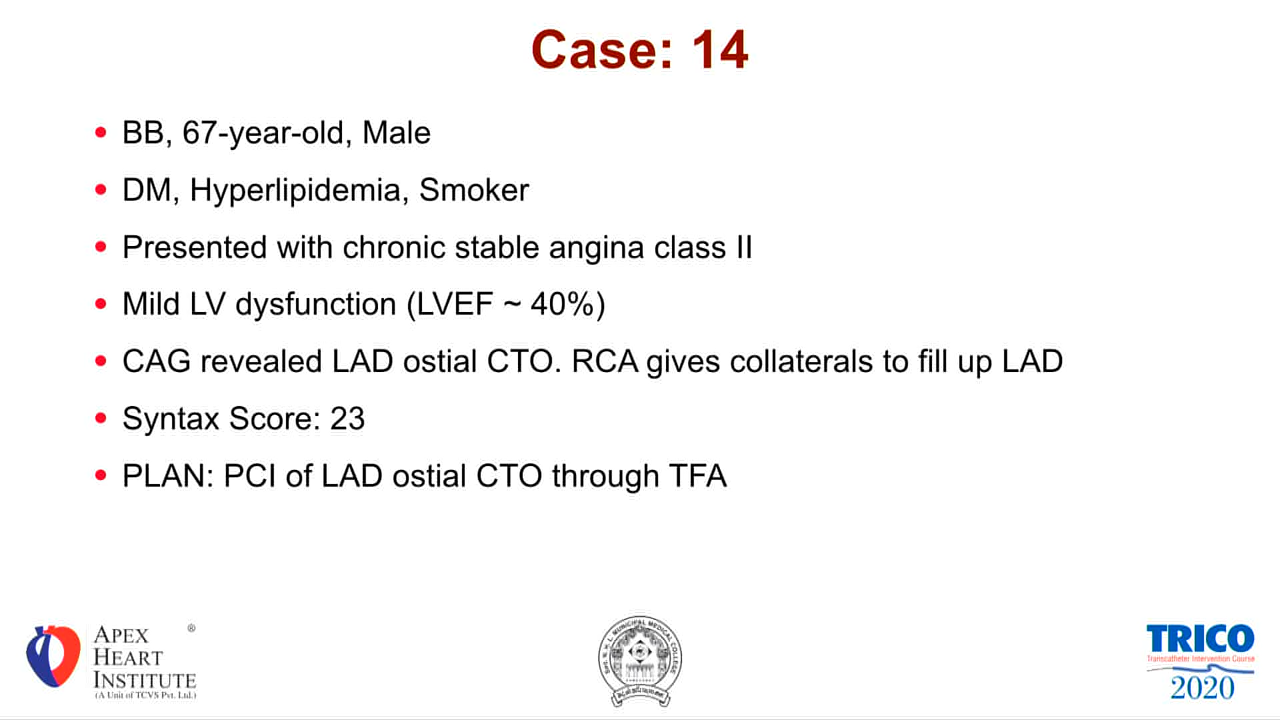 Case: 14
BB, 67-year-old, Male
DM, Hyperlipidemia, Smoker
Presented with chronic stable angina class II
Mild LV dysfunction (LVEF ~ 40%)
CAG revealed LAD ostial CTO. RCA gives collaterals to fill up LAD
Syntax Score: 23
PLAN: PCI of LAD ostial CTO through TFA
APEX ®
HEART
INSTITUTE
(A Unit of TCVS Pvt. Ltd.)
MUNICIPAL MEDICAL COLLEGE
TRICO
Transcatheter Intervention Course
2020